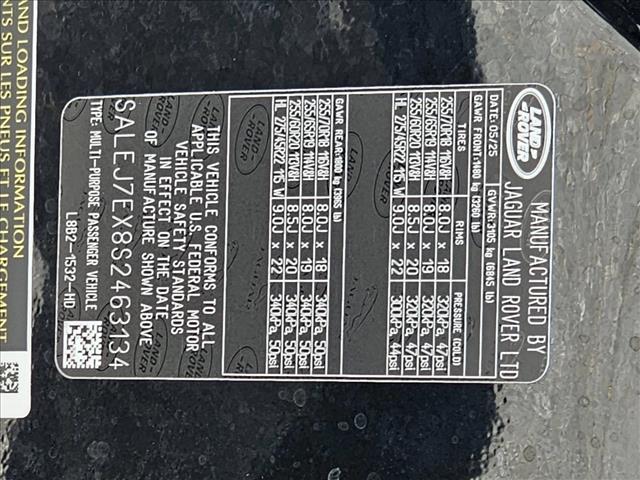 LAND-
ROVER
MANUFACTURED BY
JAGUAR LAND ROVER LTD
DATE: 05/25 GVWR: 3105 kg (6845 lb)
GAWR FRONT: 1480 kg (3260 lb)
TIRES RIMS PRESSURE (COLD)
255/70R18 116/118H 8.0J × 18 320kPa, 47psi
255/65R19 114V/118H 8.0J × 19 320kPa, 47psi
255/60R20 110V/118H 8.5J × 20 320kPa, 47psi
HL 275/45R22 115 W 9.0J × 22 300kPa, 44psi
GAWR REAR: 1800 kg (3965 lb)
255/70R18 116/118H 8.0J × 18 340kPa, 50psi
255/65R19 8.0J × 19 340kPa, 50psi
255/60R20 8.5J × 20 340kPa, 50psi
HL 275/45R22 115 W 9.0J × 22 340kPa, 50psi
THIS VEHICLE CONFORMS TO ALL
APPLICABLE U.S. FEDERAL MOTOR
VEHICLE SAFETY STANDARDS
IN EFFECT ON THE DATE
OF MANUFACTURE SHOWN ABOVE
SALEJ7EX8S2463134
TYPE: MULTI-PURPOSE PASSENGER VEHICLE
L8B2-1532-HD
AND LOADING INFORMATION
SUR LES PNEUS ET LE CHARGEMENT